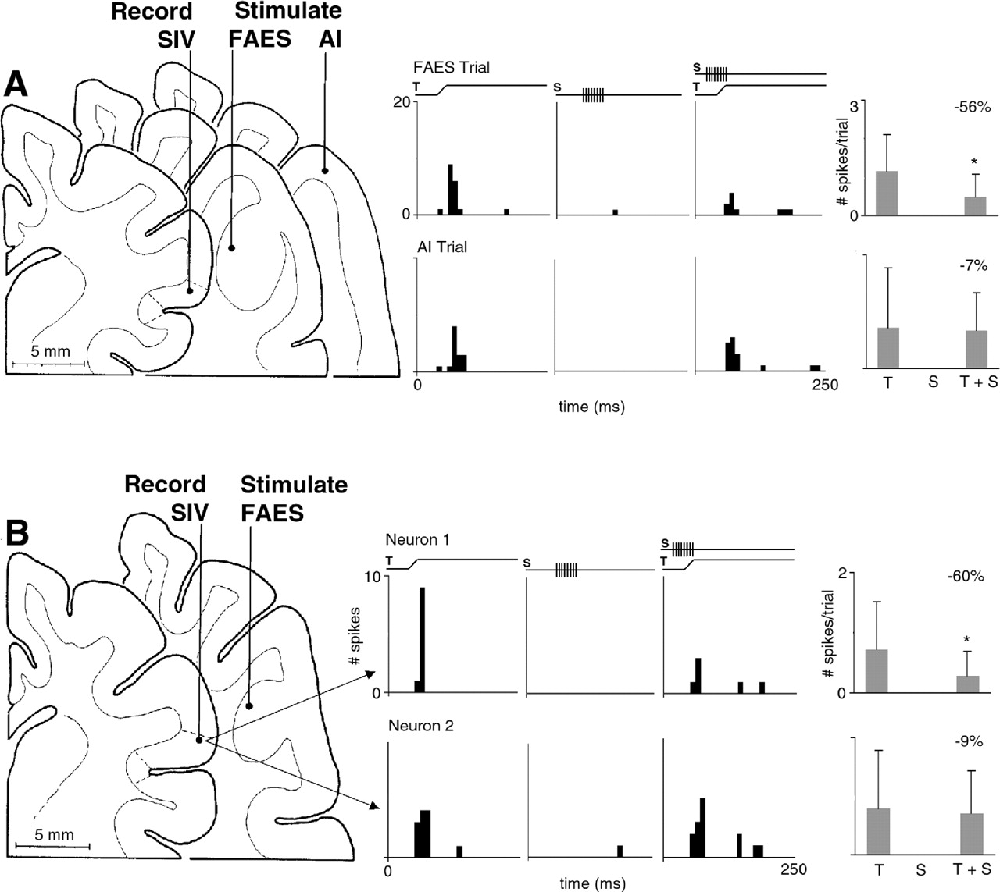 Record Stimulate
SIV FAES AI
A
5 mm
FAES Trial
T
S
S
T
20
0
AI Trial
0
250
time (ms)
3
# spikes/trial
0
-56%
*
-7%
T S T + S
Record Stimulate
SIV FAES
B
5 mm
Neuron 1
T
S
S
T
10
# spikes
0
Neuron 2
0
250
time (ms)
2
# spikes/trial
0
-60%
*
-9%
T S T + S